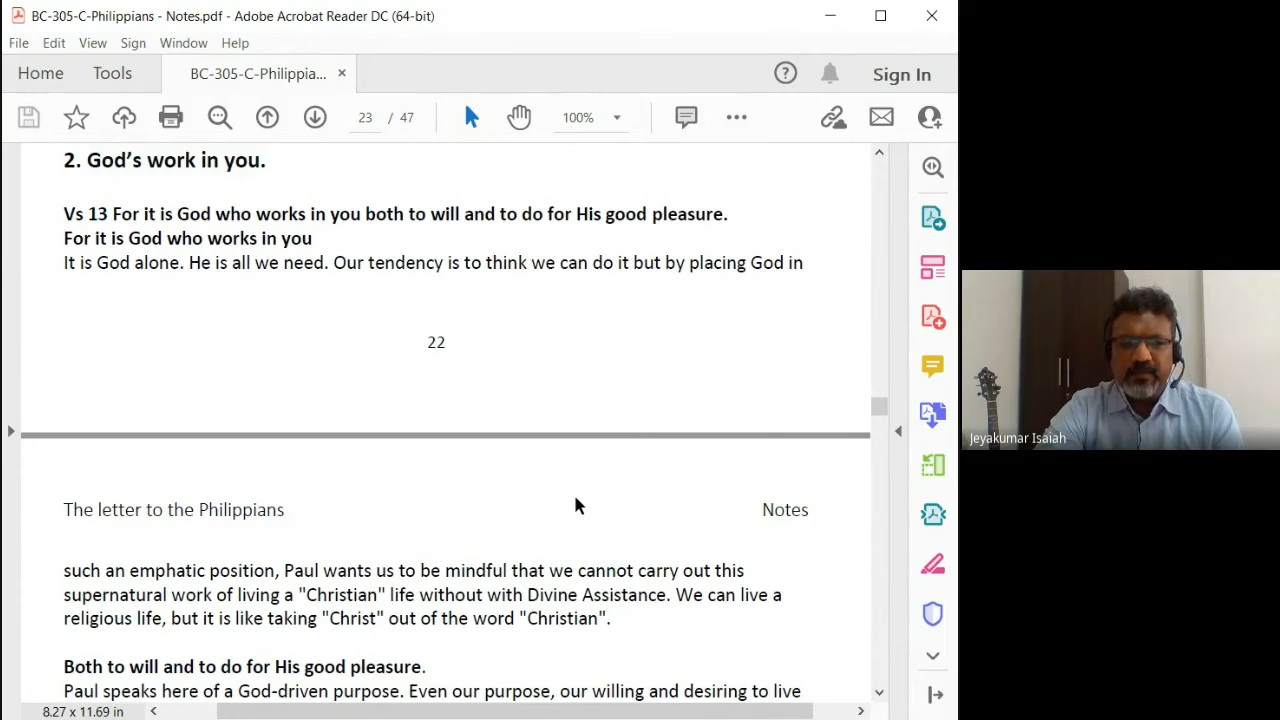 BC-305-C-Philippians - Notes.pdf - Adobe Acrobat Reader DC (64-bit)
File Edit View Sign Window Help
Home Tools BC-305-C-Philippia... × Sign In
23 / 47 100%
2. God's work in you.
Vs 13 For it is God who works in you both to will and to do for His good pleasure.
For it is God who works in you
It is God alone. He is all we need. Our tendency is to think we can do it but by placing God in
22
The letter to the Philippians Notes
such an emphatic position, Paul wants us to be mindful that we cannot carry out this
supernatural work of living a "Christian" life without with Divine Assistance. We can live a
religious life, but it is like taking "Christ" out of the word "Christian".
Both to will and to do for His good pleasure.
Paul speaks here of a God-driven purpose. Even our purpose, our willing and desiring to live
8.27 x 11.69 in
Jeyakumar Isaiah